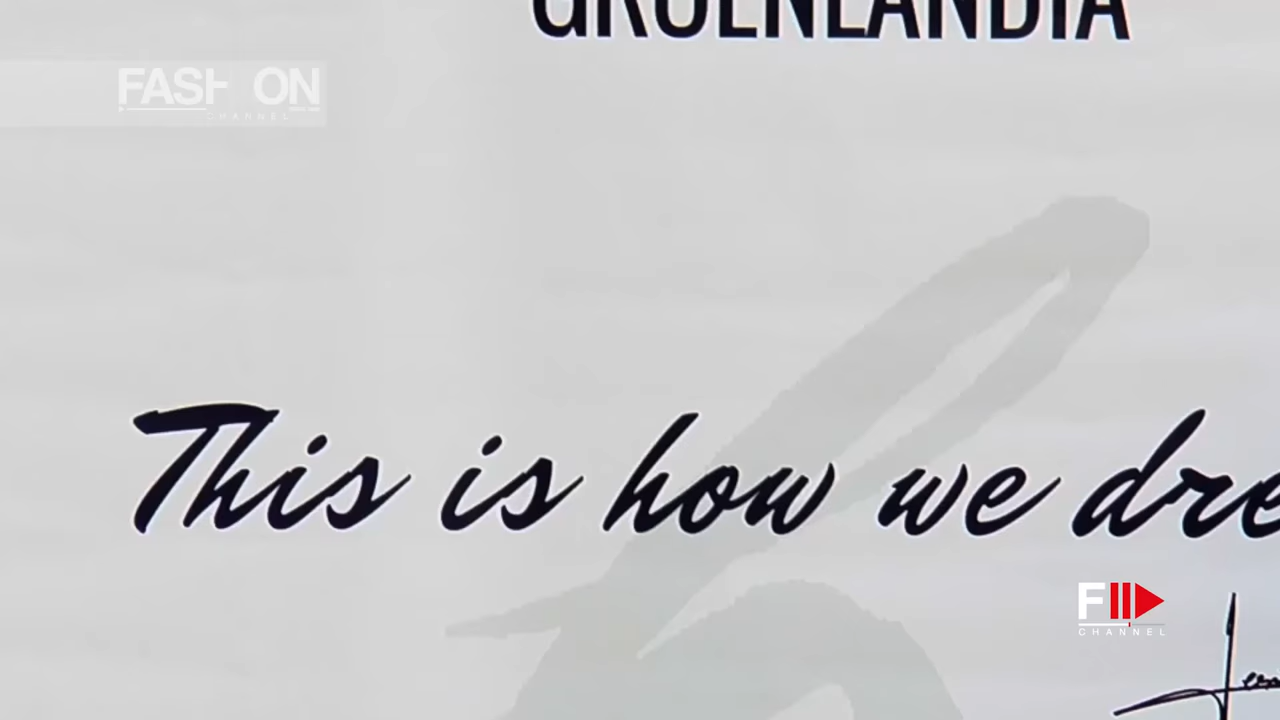 GROENLANDIA
FASHION
CHANNEL
This is how we dre
F
CHANNEL